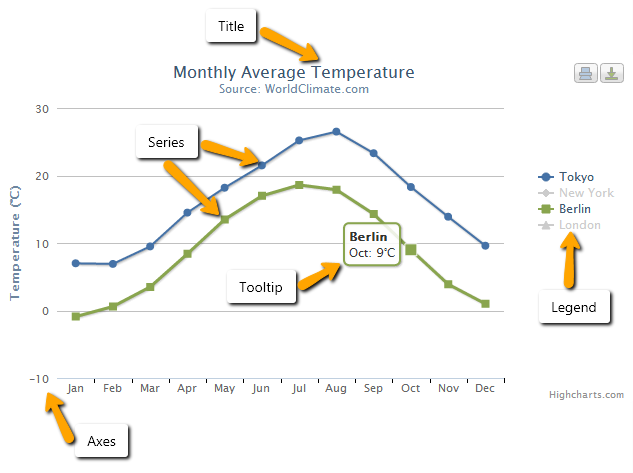 Title
Monthly Average Temperature
Source: WorldClimate.com
30
20
10
0
−10
Temperature (°C)
Series
Tokyo
New York
Berlin
London
Berlin
Oct: 9°C
Tooltip
Legend
Jan Feb Mar Apr May Jun Jul Aug Sep Oct Nov Dec
Highcharts.com
Axes